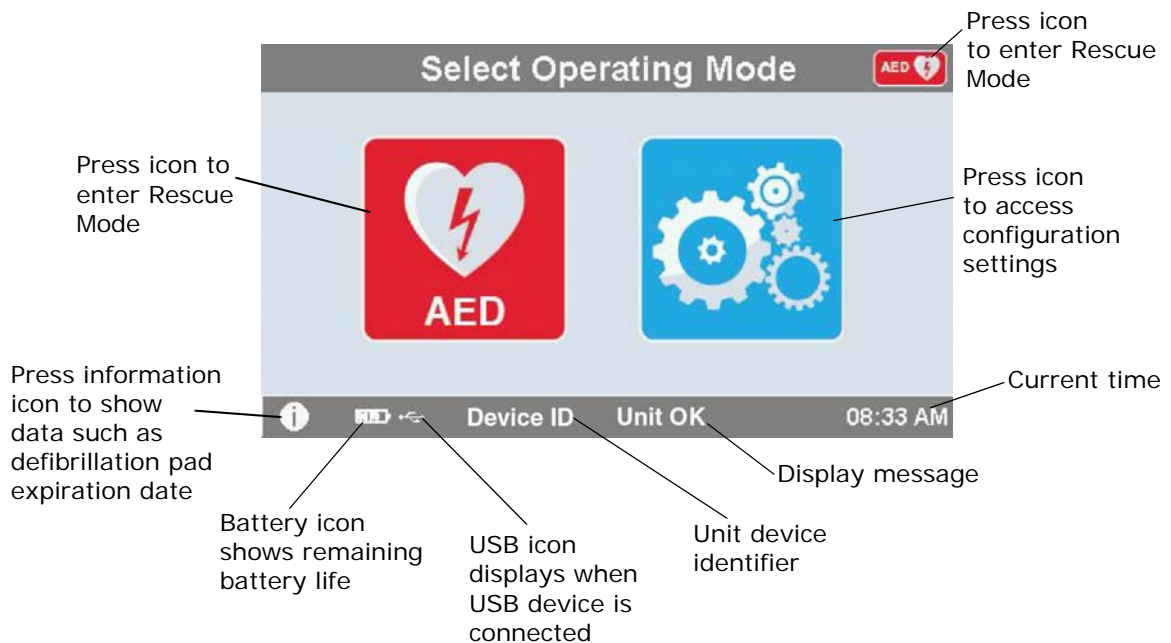 Press icon
to enter Rescue
Mode
Select Operating Mode
AED
Press icon to
enter Rescue
Mode
AED
Press icon
to access
configuration
settings
Press information
icon to show
data such as
defibrillation pad
expiration date
Current time
i
Device ID
Unit OK
08:33 AM
Display message
Battery icon
shows remaining
battery life
USB icon
displays when
USB device is
connected
Unit device
identifier